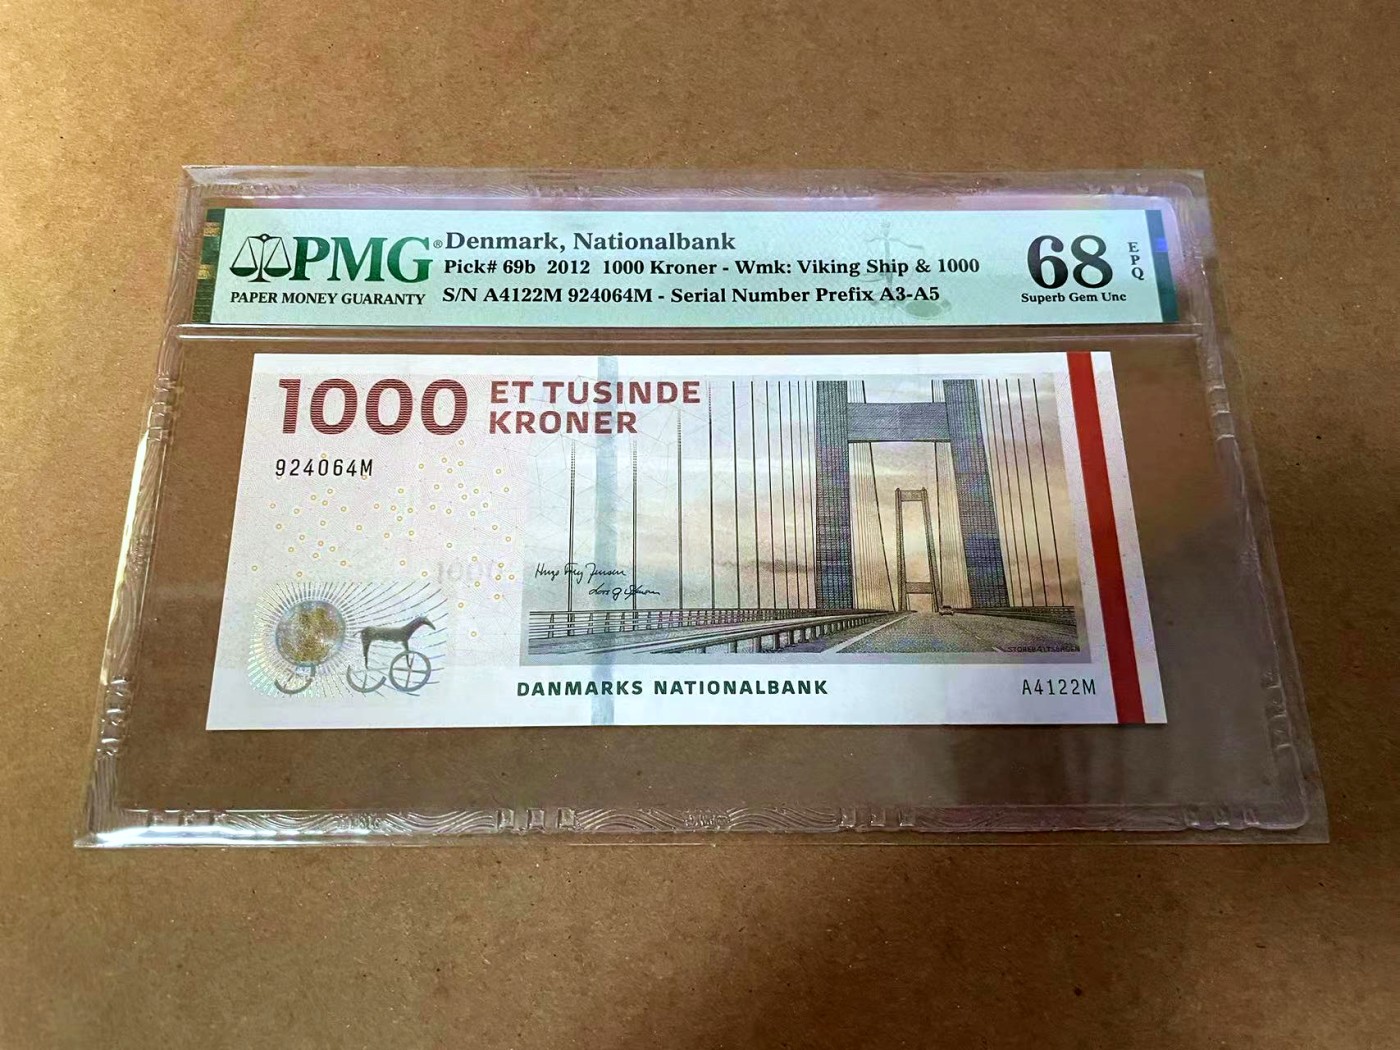 PMG®
PAPER MONEY GUARANTY
Denmark, Nationalbank
Pick# 69b 2012 1000 Kroner - Wmk: Viking Ship & 1000
S/N A4122M 924064M - Serial Number Prefix A3-A5
68
EPQ
Superb Gem Unc
1000
ET TUSINDE
KRONER
924064M
1000
DANMARKS NATIONALBANK
A4122M